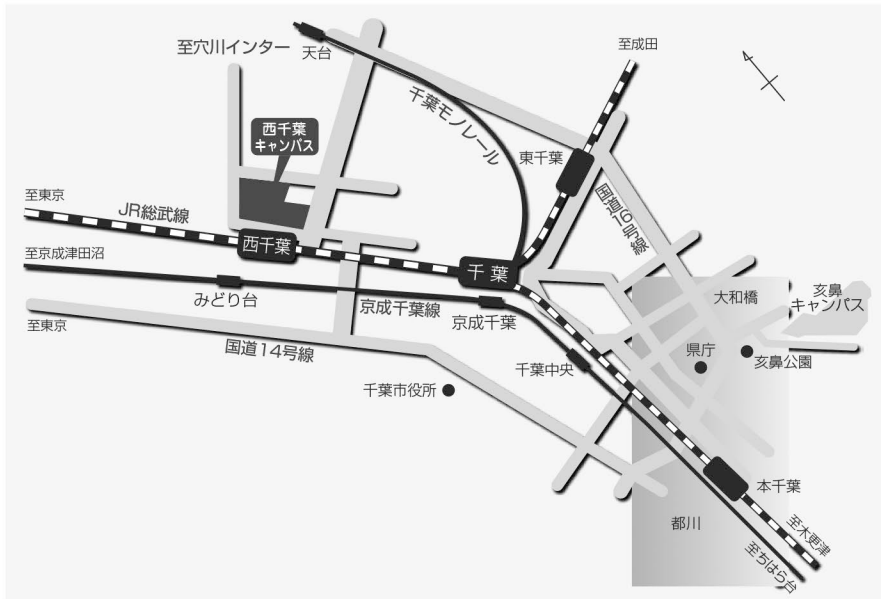 至穴川インター
天台
至成田
千葉モノレール
西千葉
キャンパス
東千葉
国道16号線
至東京
JR総武線
西千葉
千葉
至京成津田沼
みどり台
京成千葉線
京成千葉
大和橋
亥鼻
キャンパス
至東京
国道14号線
千葉中央
県庁
亥鼻公園
千葉市役所
本千葉
都川
至木更津
至ちはら台